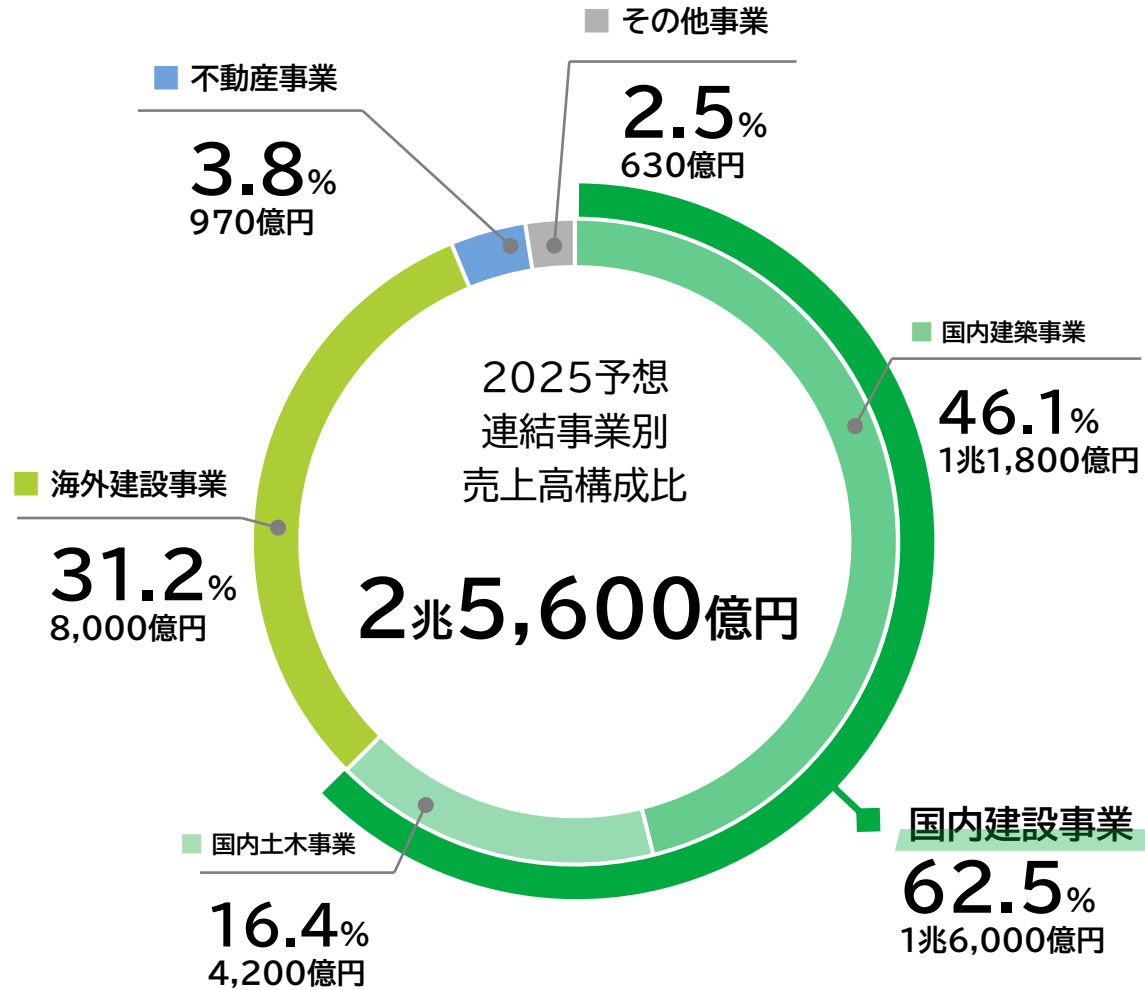 その他事業
2.5%
630億円
不動産事業
3.8%
970億円
国内建築事業
46.1%
1兆1,800億円
2025予想
連結事業別
売上高構成比
2兆5,600億円
海外建設事業
31.2%
8,000億円
国内土木事業
16.4%
4,200億円
国内建設事業
62.5%
1兆6,000億円